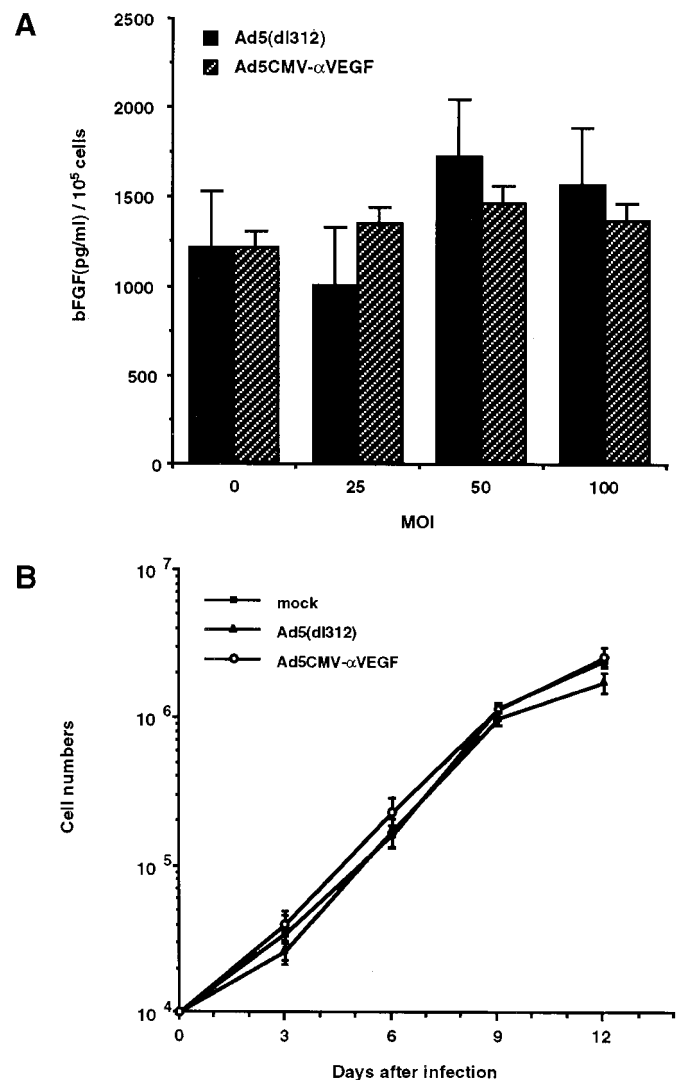 A
2500
2000
1500
1000
500
0
bFGF(pg/ml) / 10⁵ cells
Ad5(dl312)
Ad5CMV-αVEGF
0 25 50 100
MOI
B
10⁷
10⁶
10⁵
10⁴
Cell numbers
mock
Ad5(dl312)
Ad5CMV-αVEGF
0 3 6 9 12
Days after infection